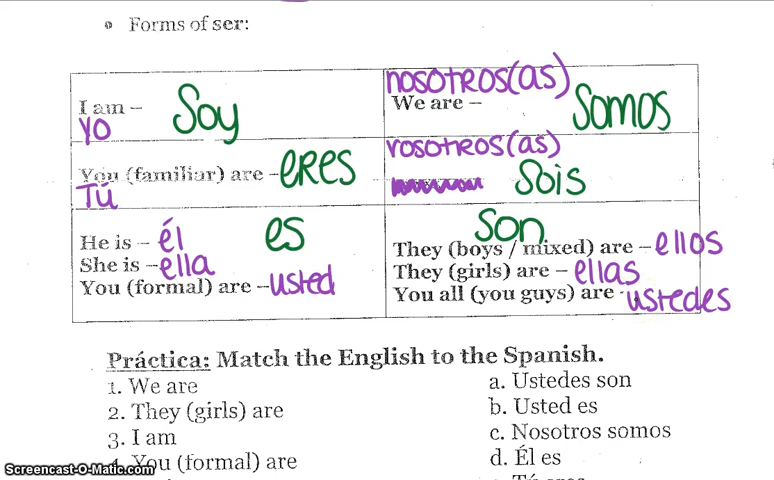 Forms of ser:
I am – Soy
yo
nosotros(as)
We are – Somos
You (familiar) are – eres
Tú
vosotros(as)
Sois
He is – él es
She is – ella
You (formal) are – usted
son
They (boys / mixed) are – ellos
They (girls) are – ellas
You all (you guys) are - ustedes
Práctica: Match the English to the Spanish.
1. We are
a. Ustedes son
2. They (girls) are
b. Usted es
3. I am
c. Nosotros somos
You (formal) are
d. Él es
Screencast-O-Matic.com